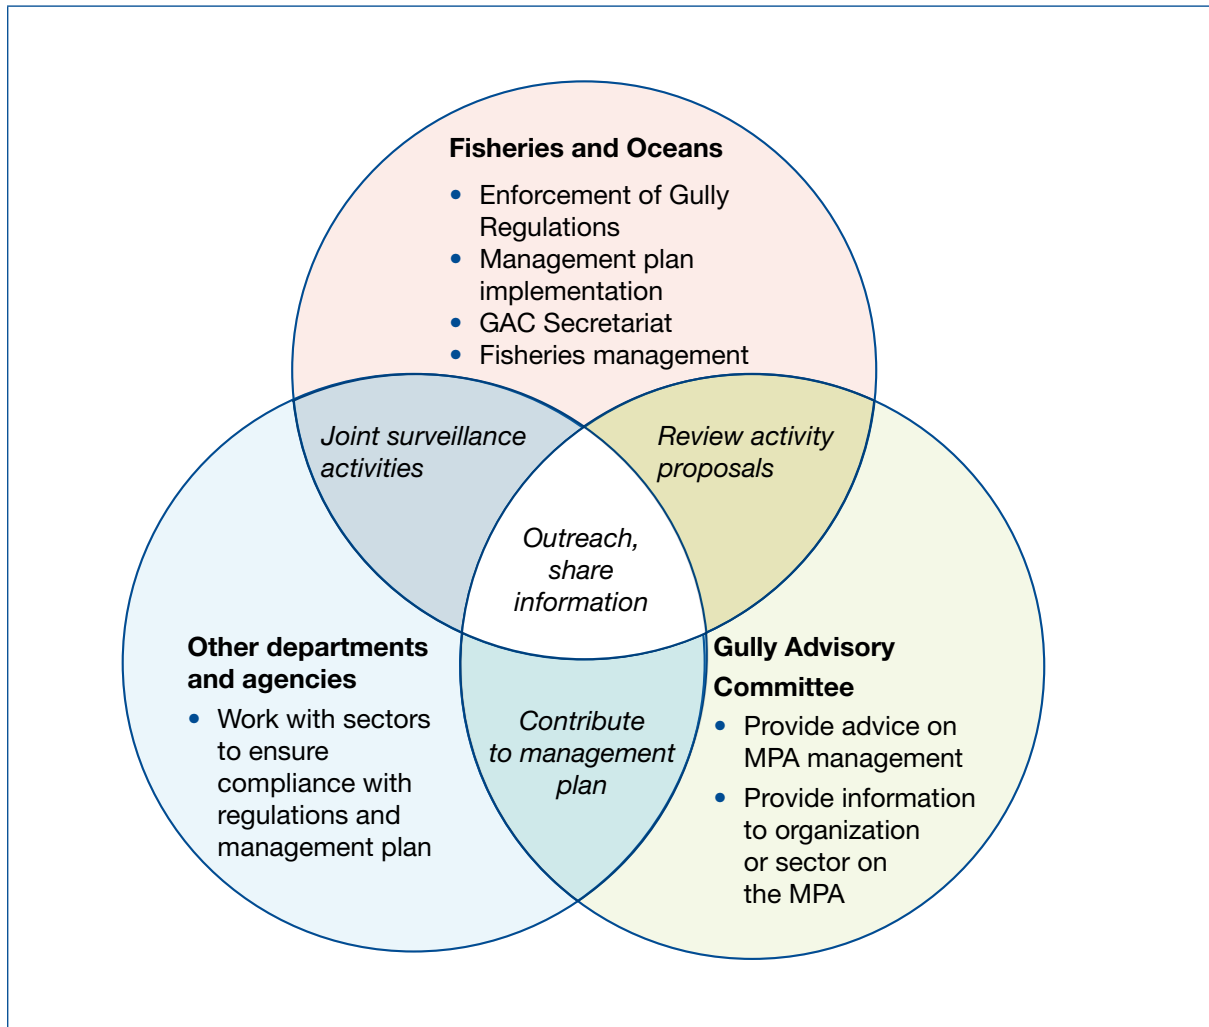 Fisheries and Oceans
• Enforcement of Gully
Regulations
• Management plan
implementation
• GAC Secretariat
• Fisheries management
Joint surveillance
activities
Review activity
proposals
Outreach,
share
information
Other departments
and agencies
• Work with sectors
to ensure
compliance with
regulations and
management plan
Contribute
to management
plan
Gully Advisory
Committee
• Provide advice on
MPA management
• Provide information
to organization
or sector on
the MPA